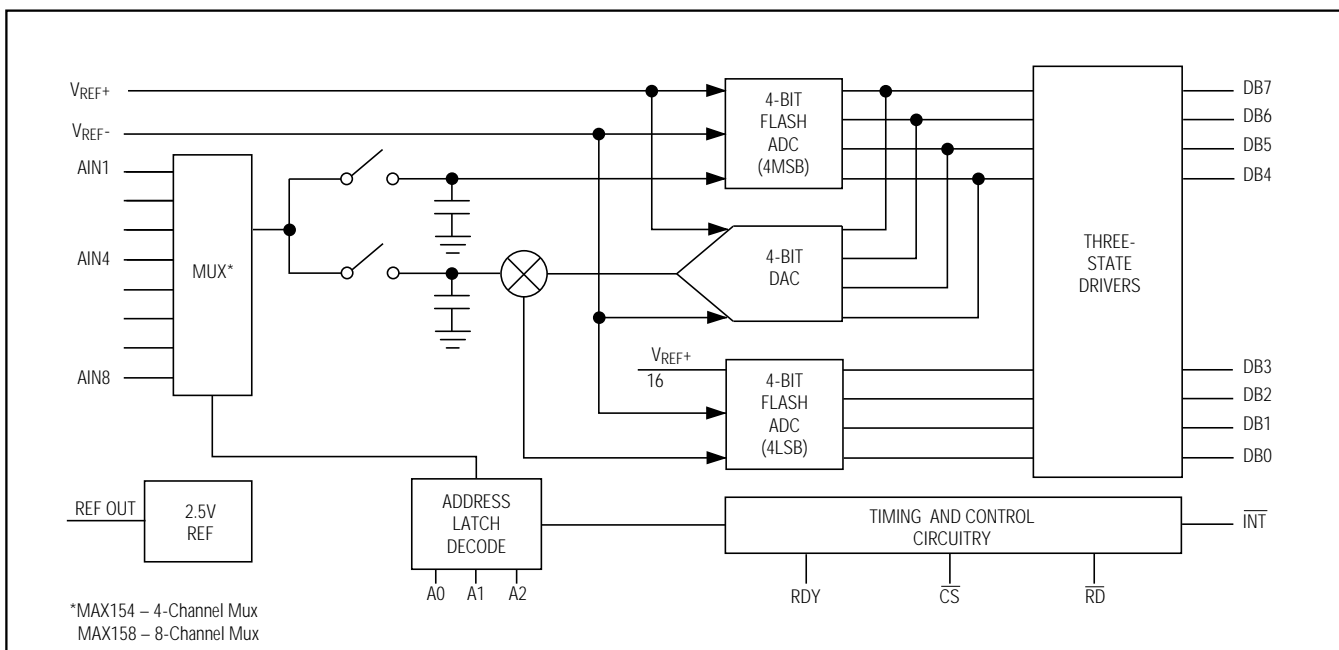 VREF+
VREF-
AIN1
AIN4
AIN8
MUX*
4-BIT
FLASH
ADC
(4MSB)
4-BIT
DAC
VREF+
16
4-BIT
FLASH
ADC
(4LSB)
THREE-
STATE
DRIVERS
DB7
DB6
DB5
DB4
DB3
DB2
DB1
DB0
REF OUT
2.5V
REF
ADDRESS
LATCH
DECODE
A0 A1 A2
TIMING AND CONTROL
CIRCUITRY
INT
RDY CS RD
*MAX154 – 4-Channel Mux
MAX158 – 8-Channel Mux